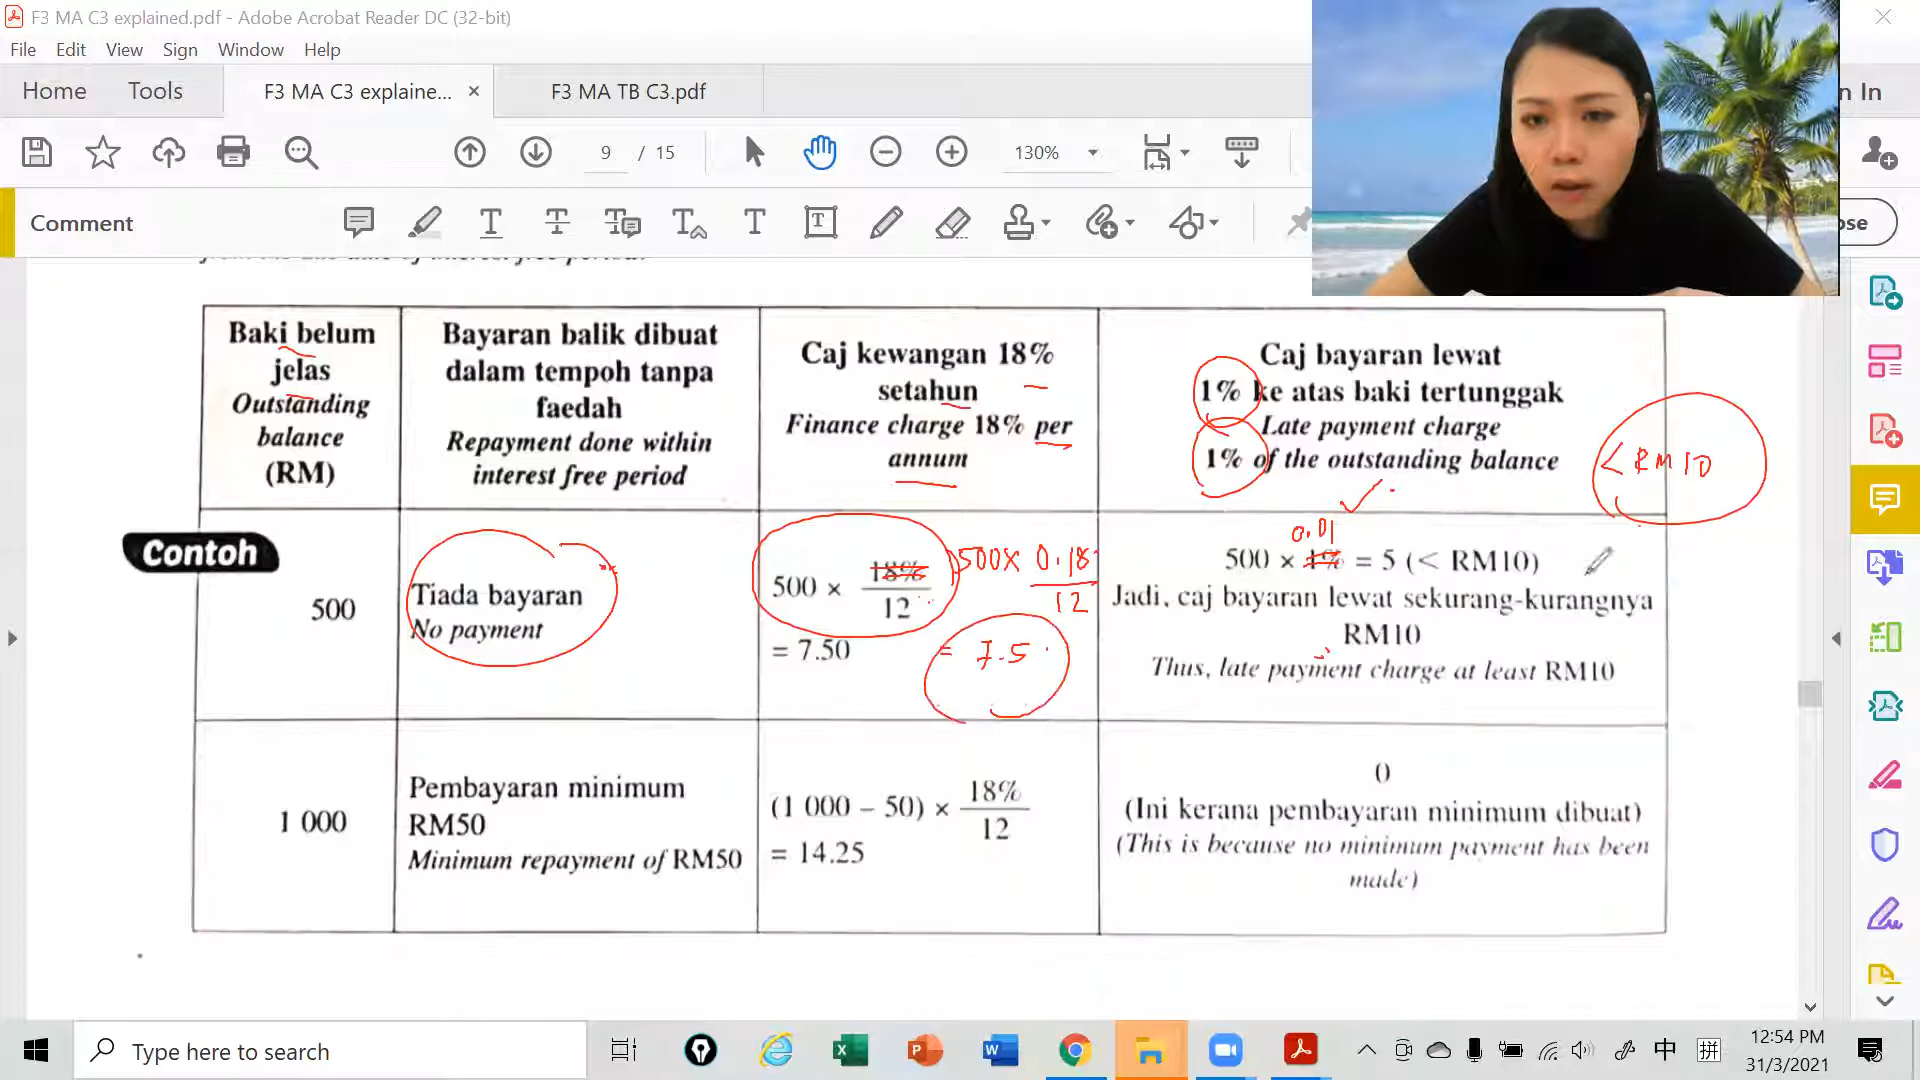 F3 MA C3 explained.pdf - Adobe Acrobat Reader DC (32-bit)
File Edit View Sign Window Help
Home Tools F3 MA C3 explaine... × F3 MA TB C3.pdf n In
9 / 15 130%
Comment
ose
Baki belum jelas
Outstanding balance
(RM)
Bayaran balik dibuat dalam tempoh tanpa faedah
Repayment done within interest free period
Caj kewangan 18% setahun
Finance charge 18% per annum
Caj bayaran lewat
1% ke atas baki tertunggak
Late payment charge
1% of the outstanding balance
< RM 10
Contoh
500
Tiada bayaran
No payment
500 × 18%/12
= 7.50
500 × 0.18/12
= 7.5
0.01
500 × 1% = 5 (< RM10)
Jadi, caj bayaran lewat sekurang-kurangnya
RM10
Thus, late payment charge at least RM10
1 000
Pembayaran minimum
RM50
Minimum repayment of RM50
(1 000 – 50) × 18%/12
= 14.25
0
(Ini kerana pembayaran minimum dibuat)
(This is because no minimum payment has been
made)
Type here to search
中 拼
12:54 PM
31/3/2021